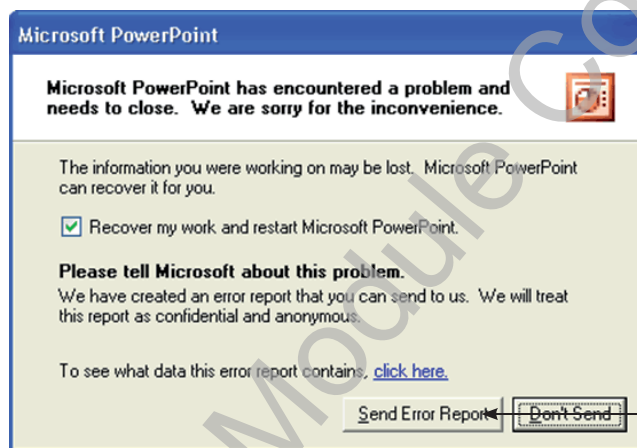 Microsoft PowerPoint
Microsoft PowerPoint has encountered a problem and
needs to close. We are sorry for the inconvenience.
The information you were working on may be lost. Microsoft PowerPoint
can recover it for you.
Recover my work and restart Microsoft PowerPoint.
Please tell Microsoft about this problem.
We have created an error report that you can send to us. We will treat
this report as confidential and anonymous.
To see what data this error report contains, click here.
Send Error Report Don't Send
Module Co